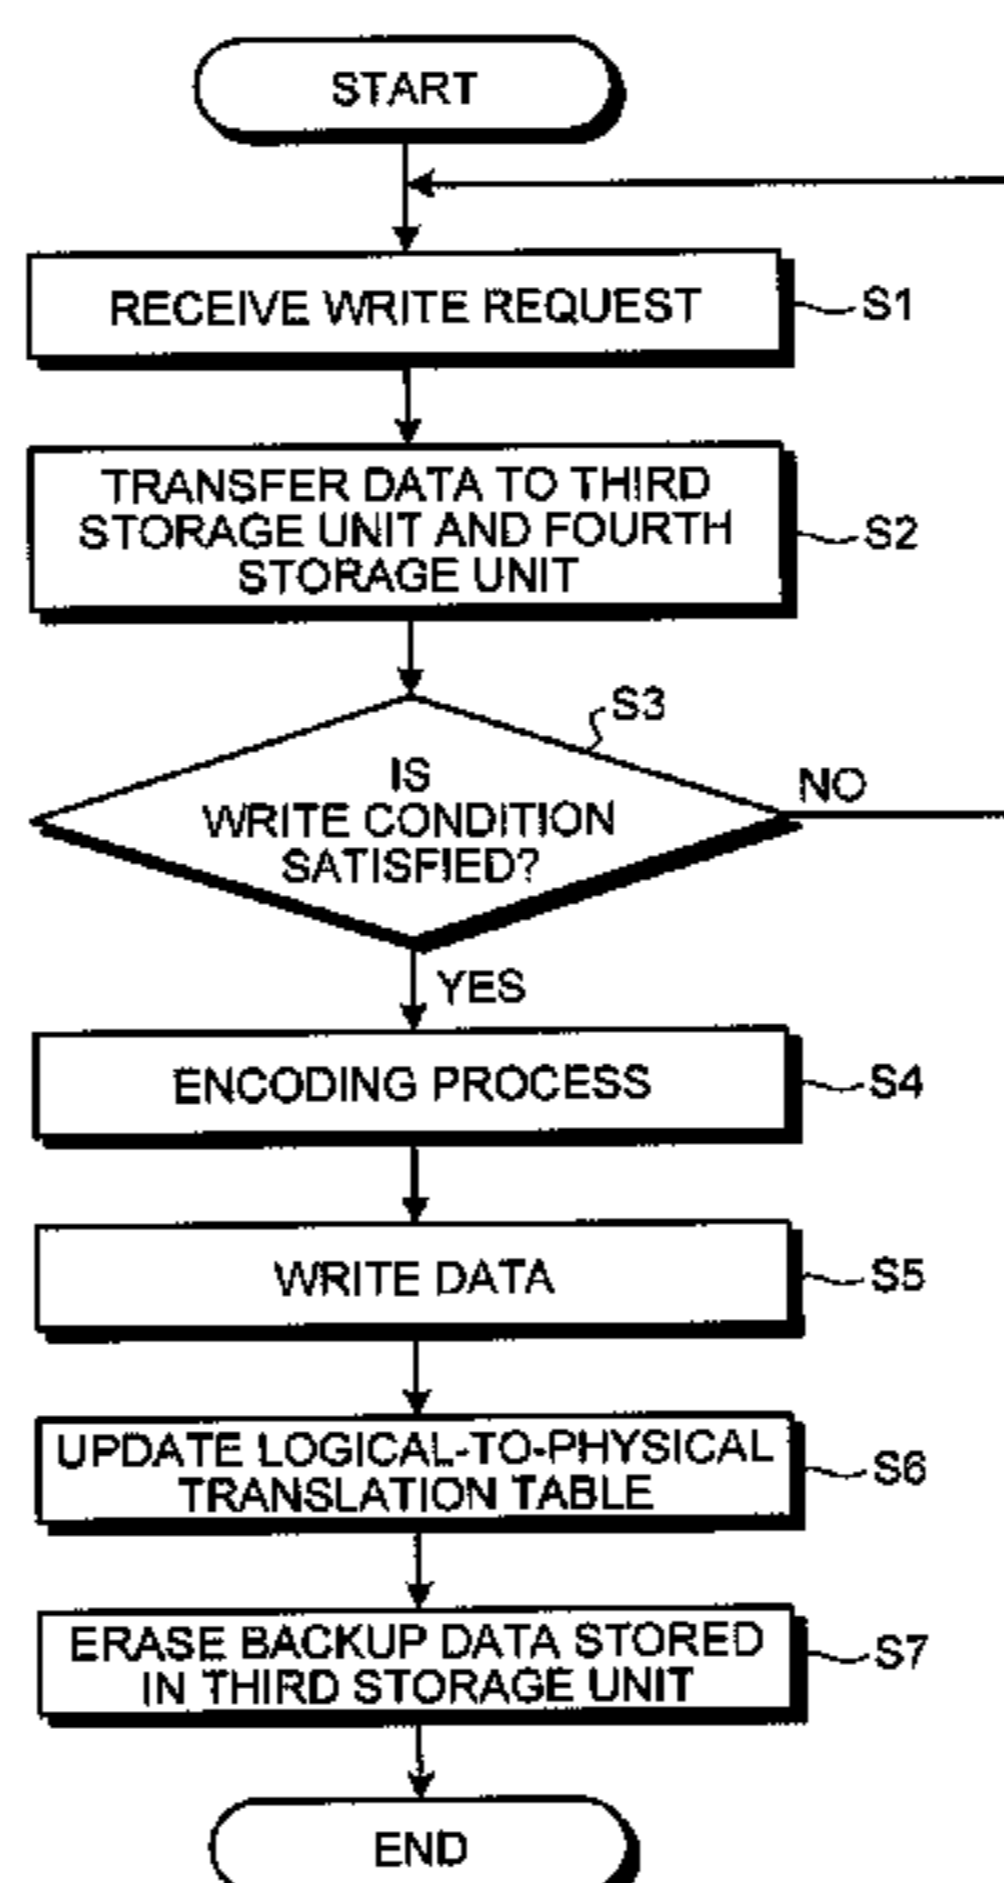 START
RECEIVE WRITE REQUEST
S1
TRANSFER DATA TO THIRD
STORAGE UNIT AND FOURTH
STORAGE UNIT
S2
S3
IS
WRITE CONDITION
SATISFIED?
NO
YES
ENCODING PROCESS
S4
WRITE DATA
S5
UPDATE LOGICAL-TO-PHYSICAL
TRANSLATION TABLE
S6
ERASE BACKUP DATA STORED
IN THIRD STORAGE UNIT
S7
END